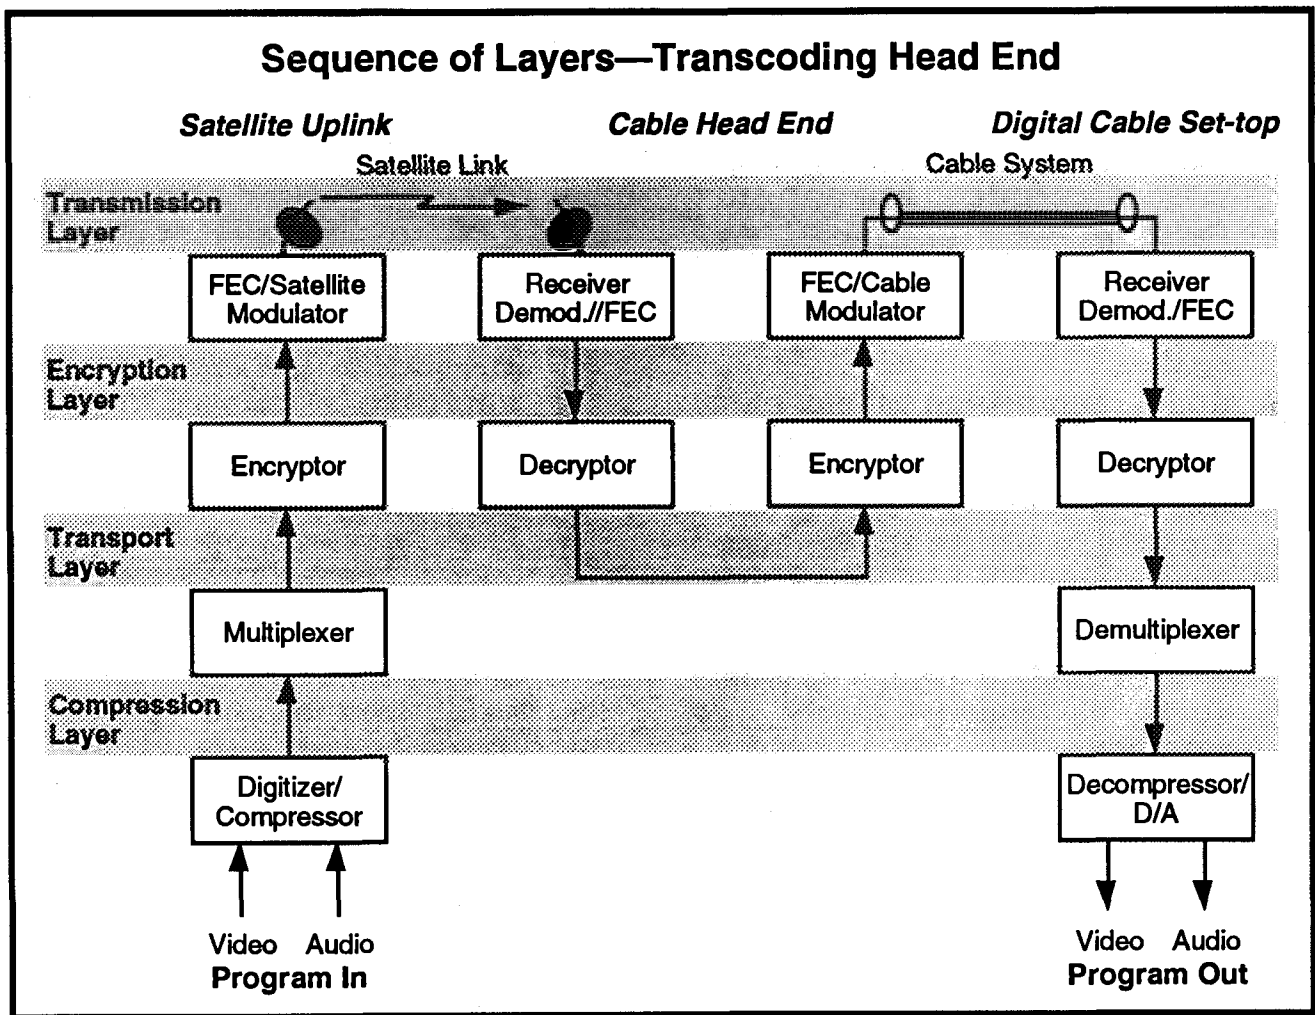 Sequence of Layers—Transcoding Head End
Satellite Uplink
Cable Head End
Digital Cable Set-top
Satellite Link
Cable System
Transmission
Layer
FEC/Satellite
Modulator
Receiver
Demod.//FEC
FEC/Cable
Modulator
Receiver
Demod./FEC
Encryption
Layer
Encryptor
Decryptor
Encryptor
Decryptor
Transport
Layer
Multiplexer
Demultiplexer
Compression
Layer
Digitizer/
Compressor
Decompressor/
D/A
Video
Audio
Program In
Video
Audio
Program Out